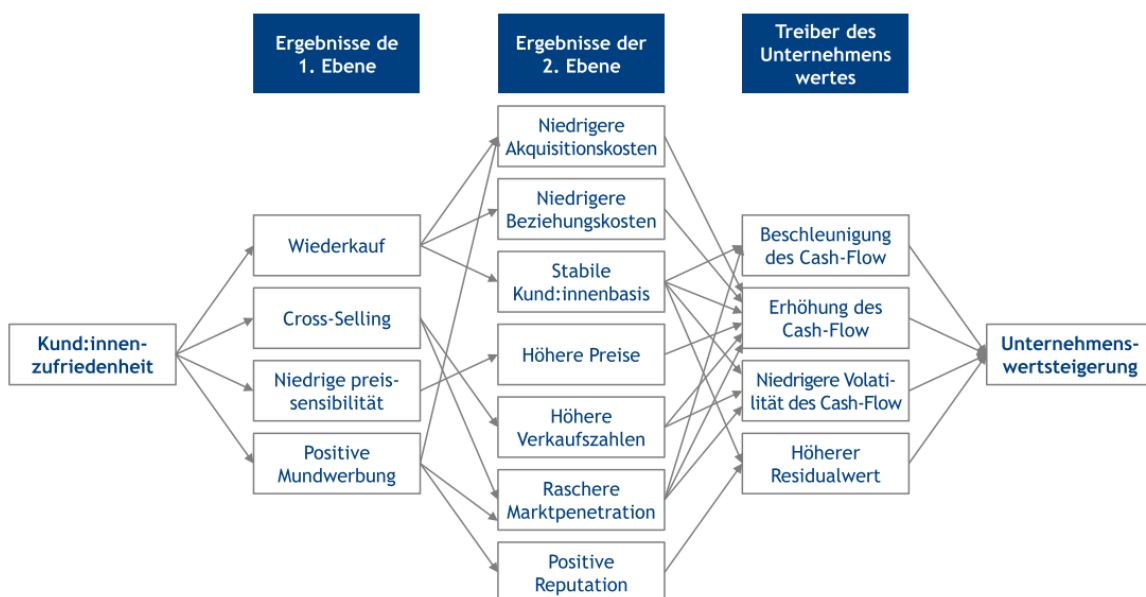 Ergebnisse de
1. Ebene
Ergebnisse der
2. Ebene
Treiber des
Unternehmens
wertes
Kund:innen-
zufriedenheit
Wiederkauf
Cross-Selling
Niedrige preis-
sensibilität
Positive
Mundwerbung
Niedrigere
Akquisitionskosten
Niedrigere
Beziehungskosten
Stabile
Kund:innenbasis
Höhere Preise
Höhere
Verkaufszahlen
Raschere
Marktpenetration
Positive
Reputation
Beschleunigung
des Cash-Flow
Erhöhung des
Cash-Flow
Niedrigere Volati-
lität des Cash-Flow
Höherer
Residualwert
Unternehmens-
wertsteigerung